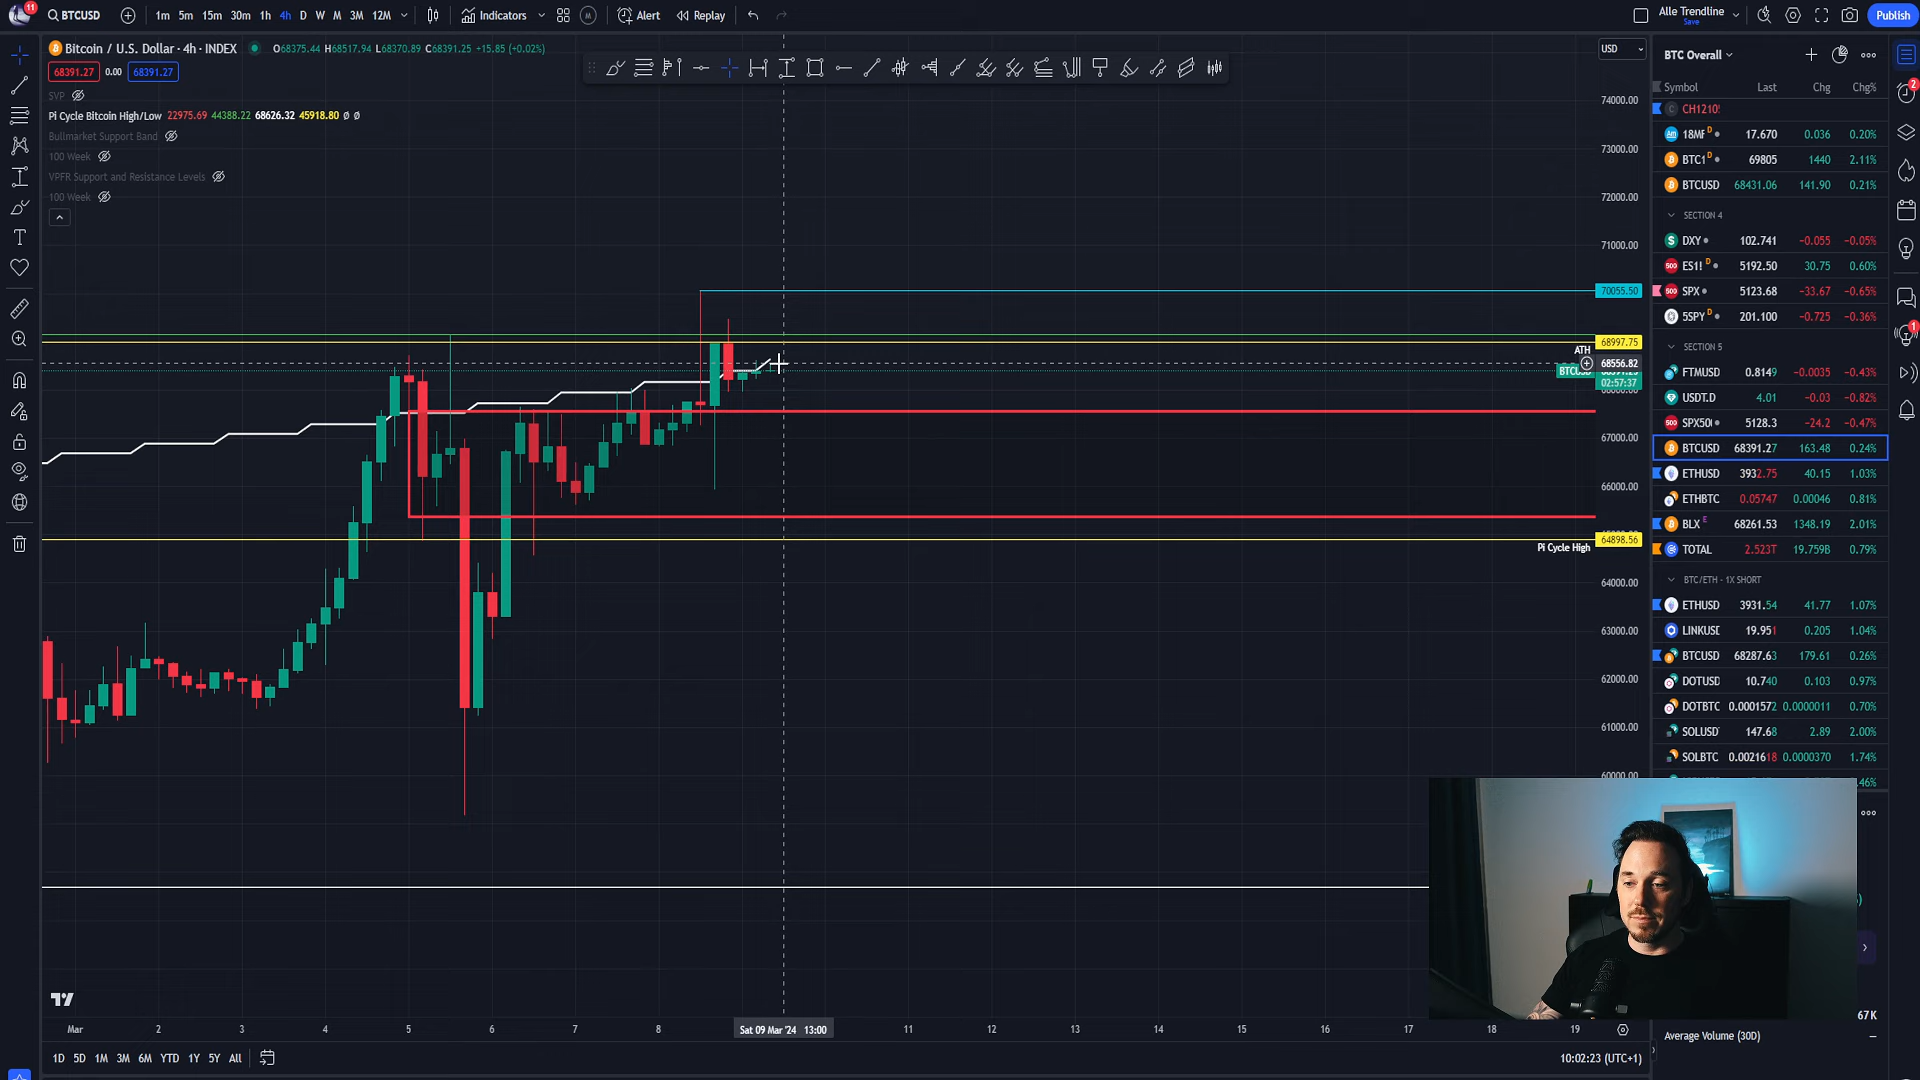 11
BTCUSD
1m 5m 15m 30m 1h 4h D W M 3M 12M
Indicators
Alert
Replay
Alle Trendline
Save
Publish
Bitcoin / U.S. Dollar · 4h · INDEX
O68375.44 H68517.94 L68370.89 C68391.25 +15.85 (+0.02%)
68391.27 0.00 68391.27
SVP
Pi Cycle Bitcoin High/Low 22975.69 44388.22 68626.32 45918.80 ∅ ∅
Bullmarket Support Band
100 Week
VPFR Support and Resistance Levels
100 Week
USD
74000.00
73000.00
72000.00
71000.00
70055.50
68997.75
ATH
68556.82
02:57:37
67000.00
66000.00
64898.56
Pi Cycle High
64000.00
63000.00
62000.00
61000.00
60000.00
Mar 2 3 4 5 6 7 8 Sat 09 Mar '24 13:00 11 12 13 14 15 16 17 18 19
1D 5D 1M 3M 6M YTD 1Y 5Y All
10:02:23 (UTC+1)
BTC Overall
Symbol Last Chg Chg%
CH1210!
18MF D 17.670 0.036 0.20%
BTC1 D 69805 1440 2.11%
BTCUSD 68431.06 141.90 0.21%
SECTION 4
DXY 102.741 −0.055 −0.05%
ES1! D 5192.50 30.75 0.60%
SPX 5123.68 −33.67 −0.65%
5SPY D 201.100 −0.725 −0.36%
SECTION 5
FTMUSD 0.8149 −0.0035 −0.43%
USDT.D 4.01 −0.03 −0.82%
SPX50 5128.3 −24.2 −0.47%
BTCUSD 68391.27 163.48 0.24%
ETHUSD 3932.75 40.15 1.03%
ETHBTC 0.05747 0.00046 0.81%
BLX E 68261.53 1348.19 2.01%
TOTAL 2.523T 19.759B 0.79%
BTC/ETH - 1X SHORT
ETHUSD 3931.54 41.77 1.07%
LINKUSD 19.951 0.205 1.04%
BTCUSD 68287.63 179.61 0.26%
DOTUSD 10.740 0.103 0.97%
DOTBTC 0.0001572 0.0000011 0.70%
SOLUSD 147.68 2.89 2.00%
SOLBTC 0.0021618 0.0000370 1.74%
.46%
67K
Average Volume (30D) −
2
1